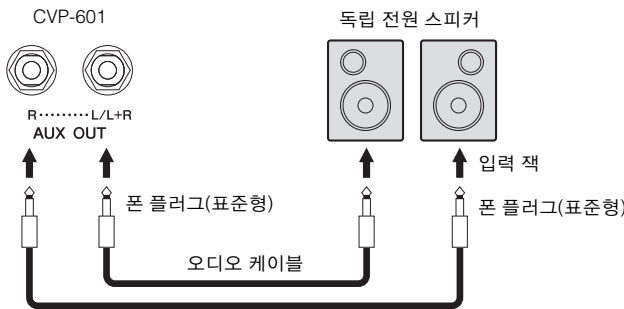 CVP-601
독립 전원 스피커
R·········L/L+R
AUX OUT
입력 잭
폰 플러그(표준형)
폰 플러그(표준형)
오디오 케이블